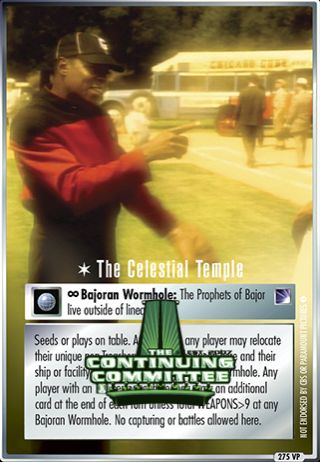 CHICAGO CUBS
✶ The Celestial Temple
∞ Bajoran Wormhole: The Prophets of Bajor
live outside of linea
Seeds or plays on table. any player may relocate
their unique and their
ship or facility rmhole. Any
player with an an additional
card at the end of each WEAPONS>9 at any
Bajoran Wormhole. No capturing or battles allowed here.
THE
CONTINUING
COMMITTEE
NOT ENDORSED BY CBS OR PARAMOUNT PICTURES
275 VP